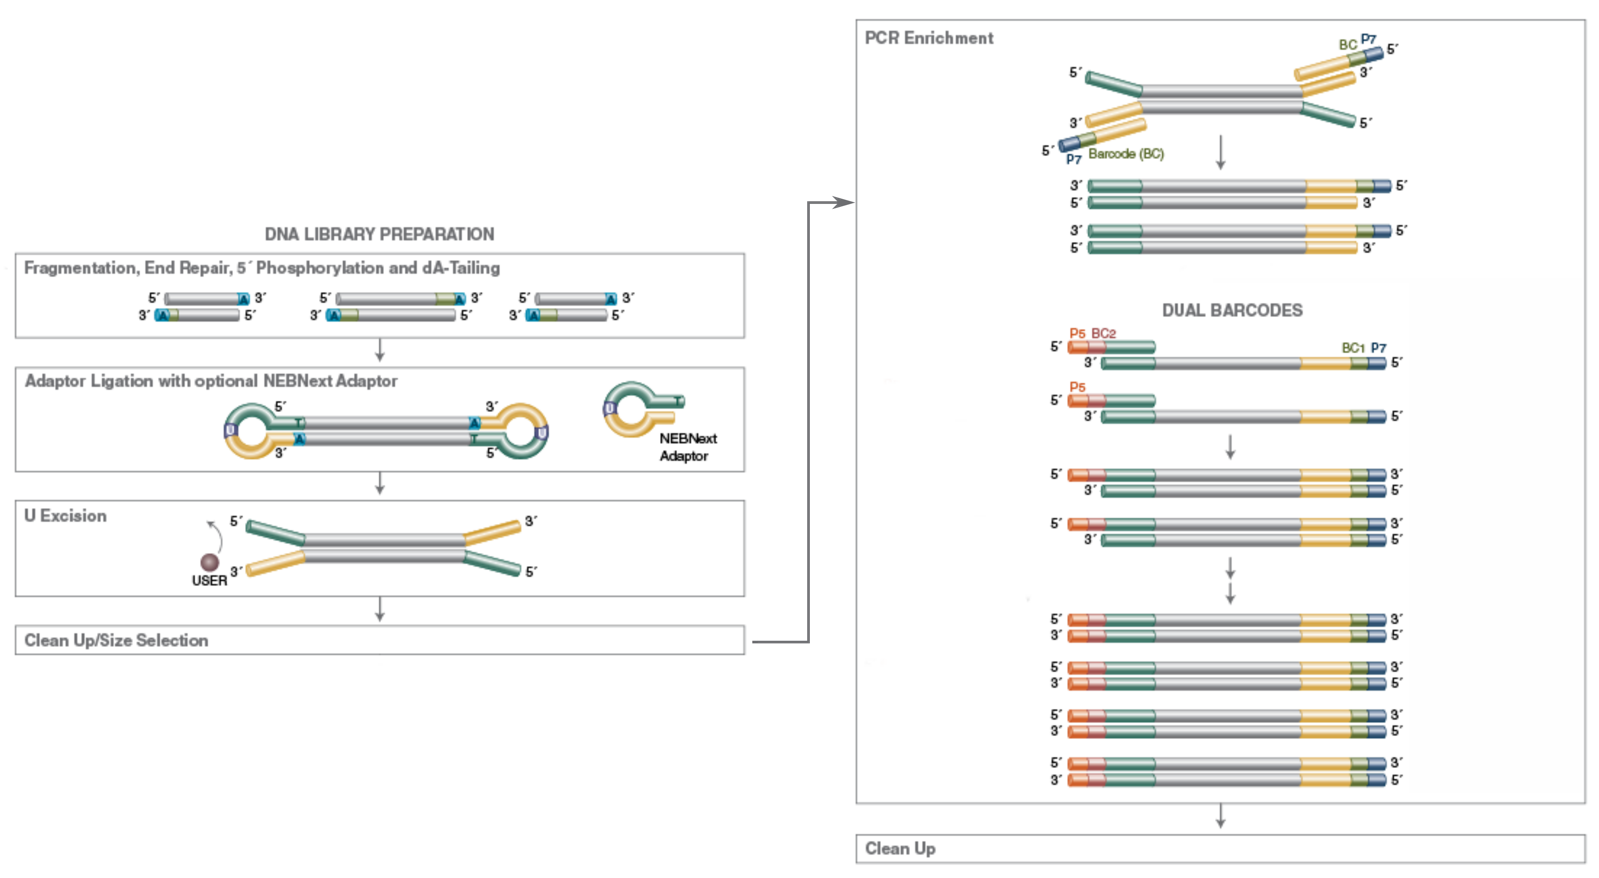 DNA LIBRARY PREPARATION
Fragmentation, End Repair, 5´ Phosphorylation and dA-Tailing
5´ A 3´ 5´ A 3´ 5´ A 3´
3´ A 5´ 3´ A 5´ 3´ A 5´
Adaptor Ligation with optional NEBNext Adaptor
5´ 3´
U T A U T
A T U
3´ 5´
NEBNext
Adaptor
U Excision
5´ 3´
USER 3´ 5´
Clean Up/Size Selection
PCR Enrichment
BC P7 5´
5´ 3´
3´ 5´
5´ P7 Barcode (BC)
3´ 5´
5´ 3´
3´ 5´
5´ 3´
DUAL BARCODES
P5 BC2
5´ BC1 P7
3´ 5´
P5
5´
3´ 5´
5´ 3´
3´ 5´
5´ 3´
3´ 5´
5´ 3´
3´ 5´
5´ 3´
3´ 5´
5´ 3´
3´ 5´
5´ 3´
3´ 5´
Clean Up